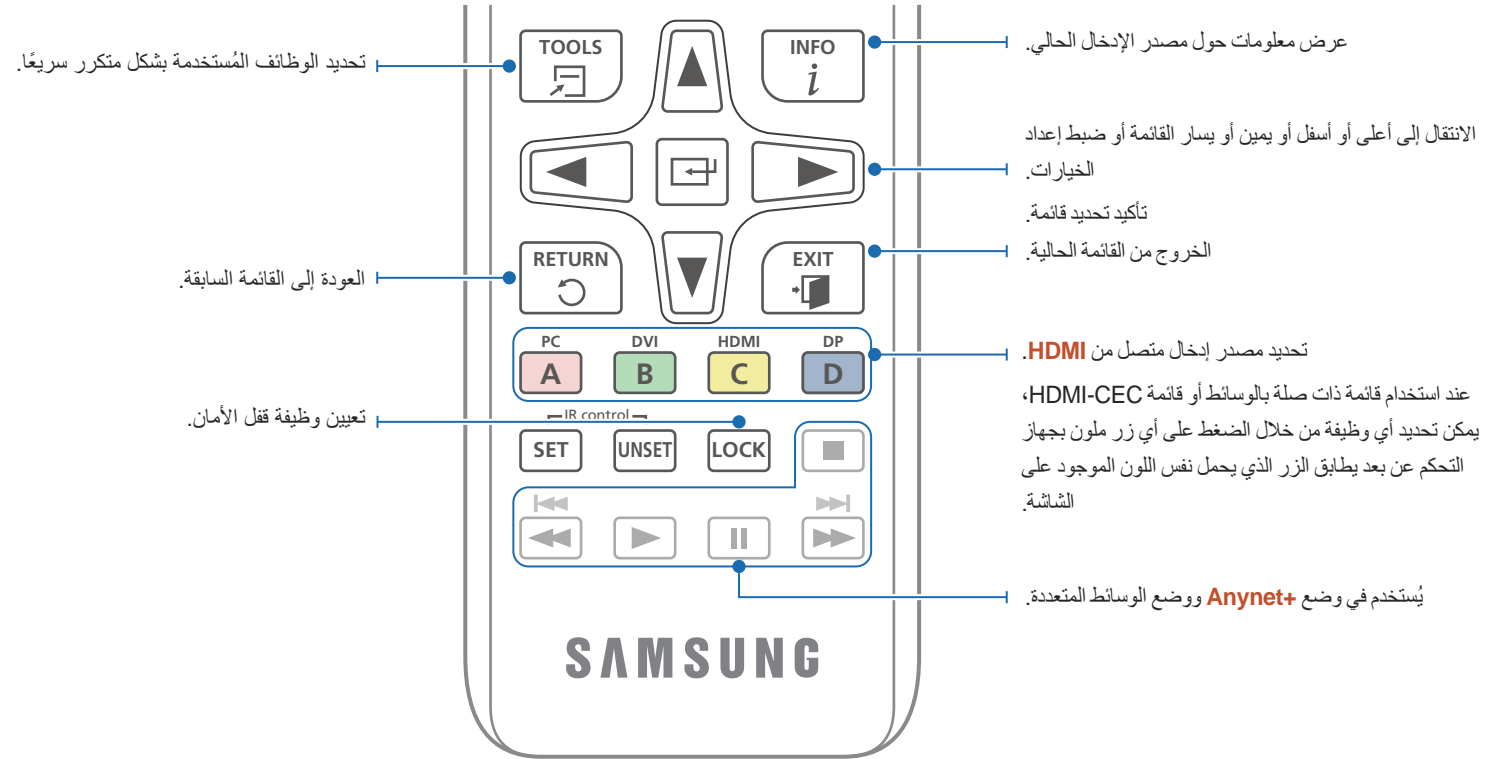 TOOLS
INFO
i
تحديد الوظائف المُستخدمة بشكل متكرر سريعًا.
عرض معلومات حول مصدر الإدخال الحالي.
الانتقال إلى أعلى أو أسفل أو يمين أو يسار القائمة أو ضبط إعداد
الخيارات.
تأكيد تحديد قائمة.
RETURN
EXIT
الخروج من القائمة الحالية.
العودة إلى القائمة السابقة.
PC
DVI
HDMI
DP
A
B
C
D
تحديد مصدر إدخال متصل من HDMI.
عند استخدام قائمة ذات صلة بالوسائط أو قائمة HDMI-CEC،
يمكن تحديد أي وظيفة من خلال الضغط على أي زر ملون بجهاز
التحكم عن بعد يطابق الزر الذي يحمل نفس اللون الموجود على
الشاشة.
تعيين وظيفة قفل الأمان.
IR control
SET
UNSET
LOCK
يُستخدم في وضع Anynet+ ووضع الوسائط المتعددة.
SAMSUNG